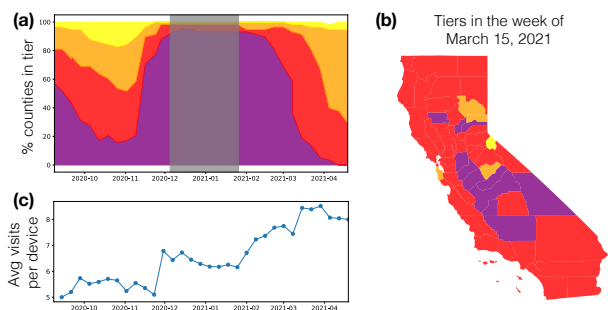 (a)
% counties in tier
100
80
60
40
20
0
2020-10 2020-11 2020-12 2021-01 2021-02 2021-03 2021-04
(b)
Tiers in the week of
March 15, 2021
(c)
Avg visits
per device
8
7
6
5
2020-10 2020-11 2020-12 2021-01 2021-02 2021-03 2021-04